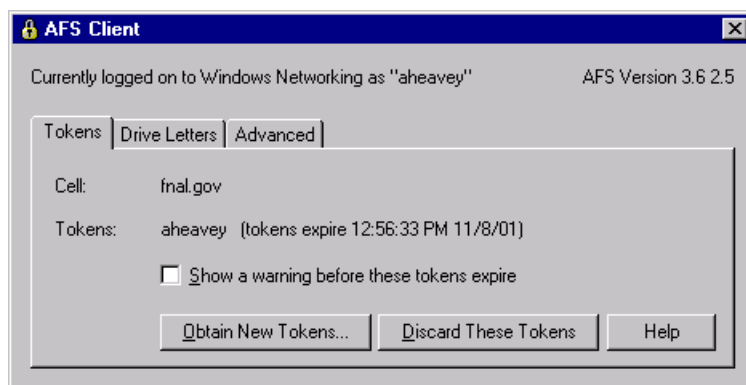 AFS Client
Currently logged on to Windows Networking as "aheavey" AFS Version 3.6 2.5
Tokens Drive Letters Advanced
Cell: fnal.gov
Tokens: aheavey (tokens expire 12:56:33 PM 11/8/01)
Show a warning before these tokens expire
Obtain New Tokens... Discard These Tokens Help